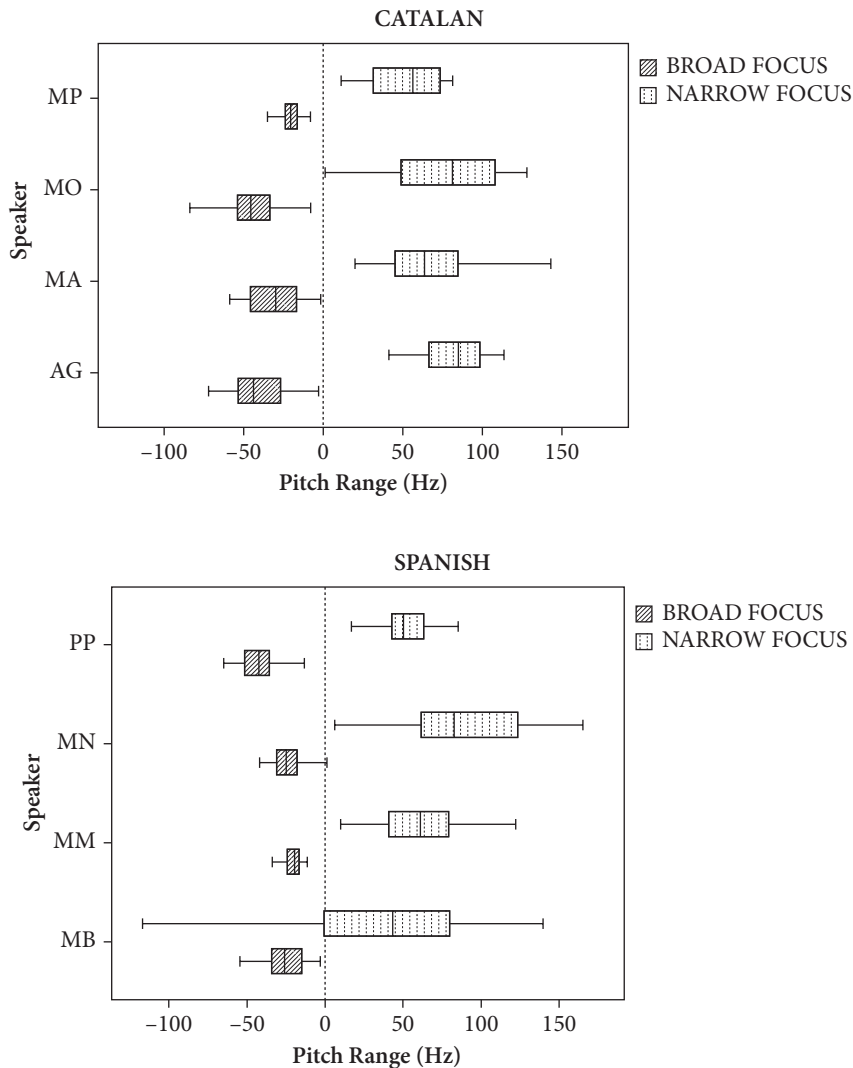 CATALAN
BROAD FOCUS
NARROW FOCUS
Speaker
MP
MO
MA
AG
−100 −50 0 50 100 150
Pitch Range (Hz)
SPANISH
BROAD FOCUS
NARROW FOCUS
Speaker
PP
MN
MM
MB
−100 −50 0 50 100 150
Pitch Range (Hz)